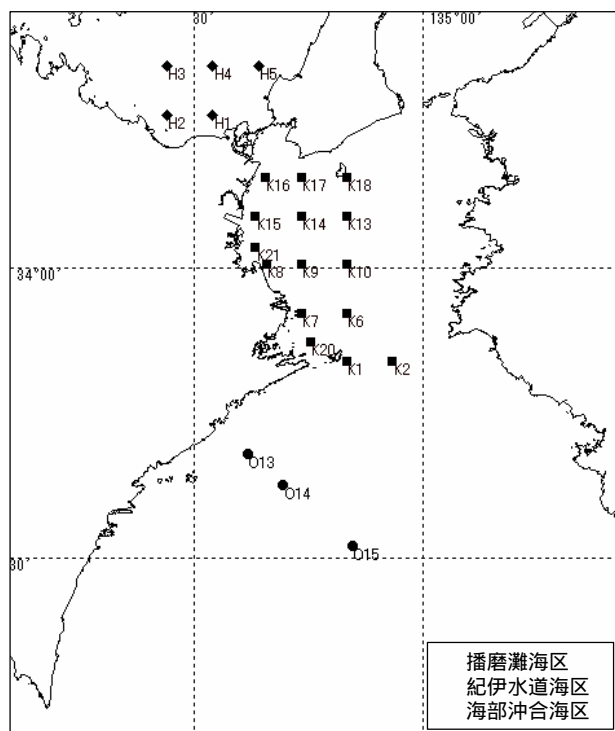 30′
135°00′
H3
H4
H5
H2
H1
K16
K17
K18
K15
K14
K13
K21
K8
K9
K10
34°00′
K7
K6
K20
K1
K2
O13
O14
O15
30′
播磨灘海区
紀伊水道海区
海部沖合海区